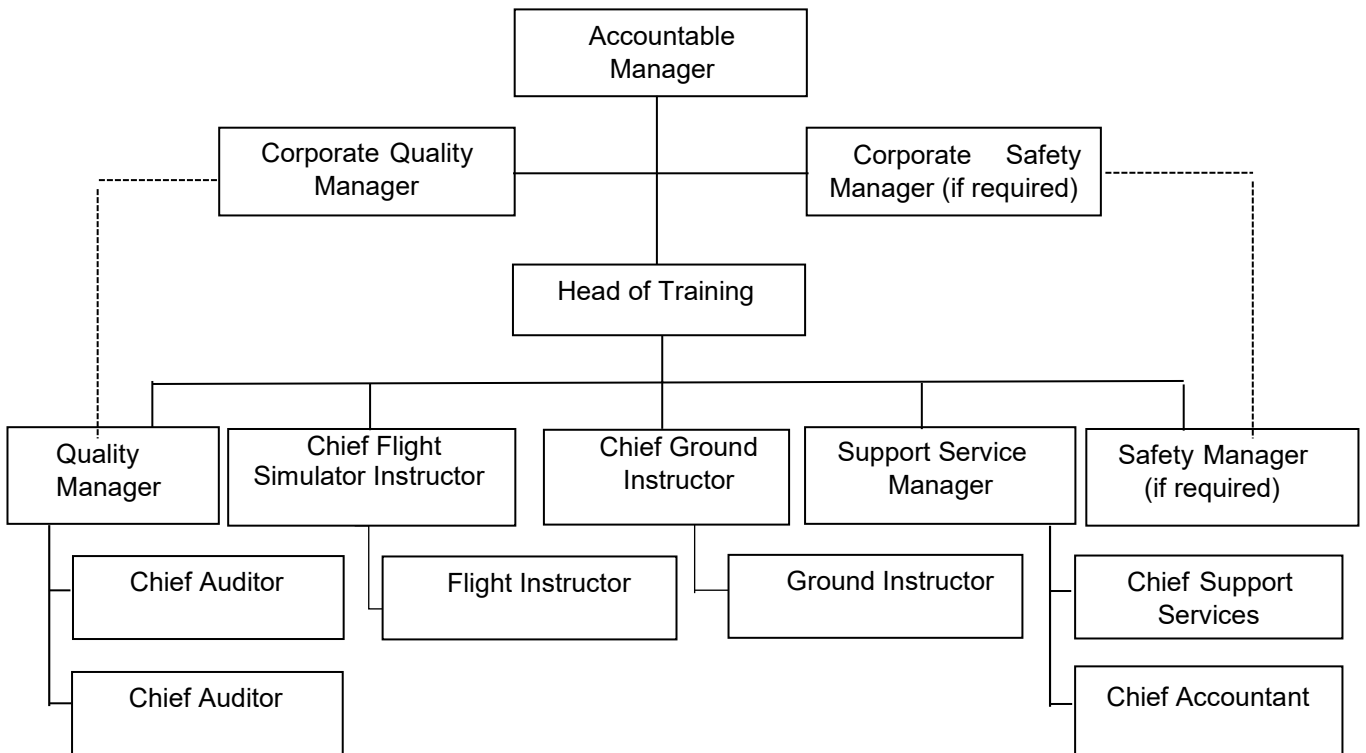 Accountable
Manager
Corporate Quality
Manager
Corporate Safety
Manager (if required)
Head of Training
Quality
Manager
Chief Flight
Simulator Instructor
Chief Ground
Instructor
Support Service
Manager
Safety Manager
(if required)
Chief Auditor
Flight Instructor
Ground Instructor
Chief Support
Services
Chief Auditor
Chief Accountant